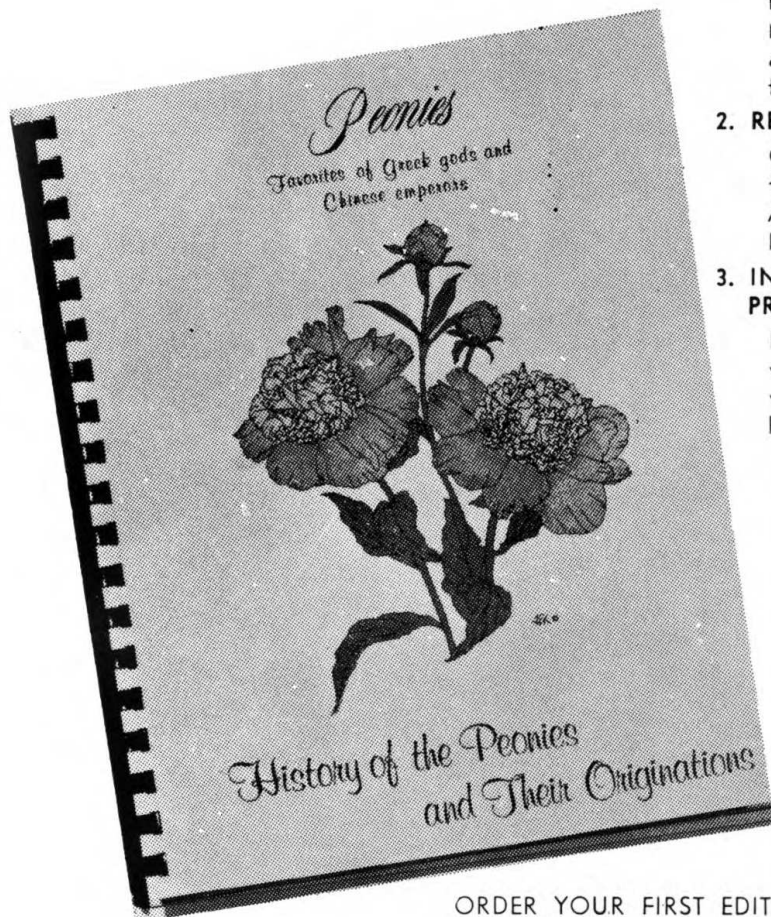 Peonies
Favorites of Greek gods and
Chinese emperors
History of the Peonies
and Their Originations
2.
3. IN
PR
ORDER YOUR FIRST EDIT